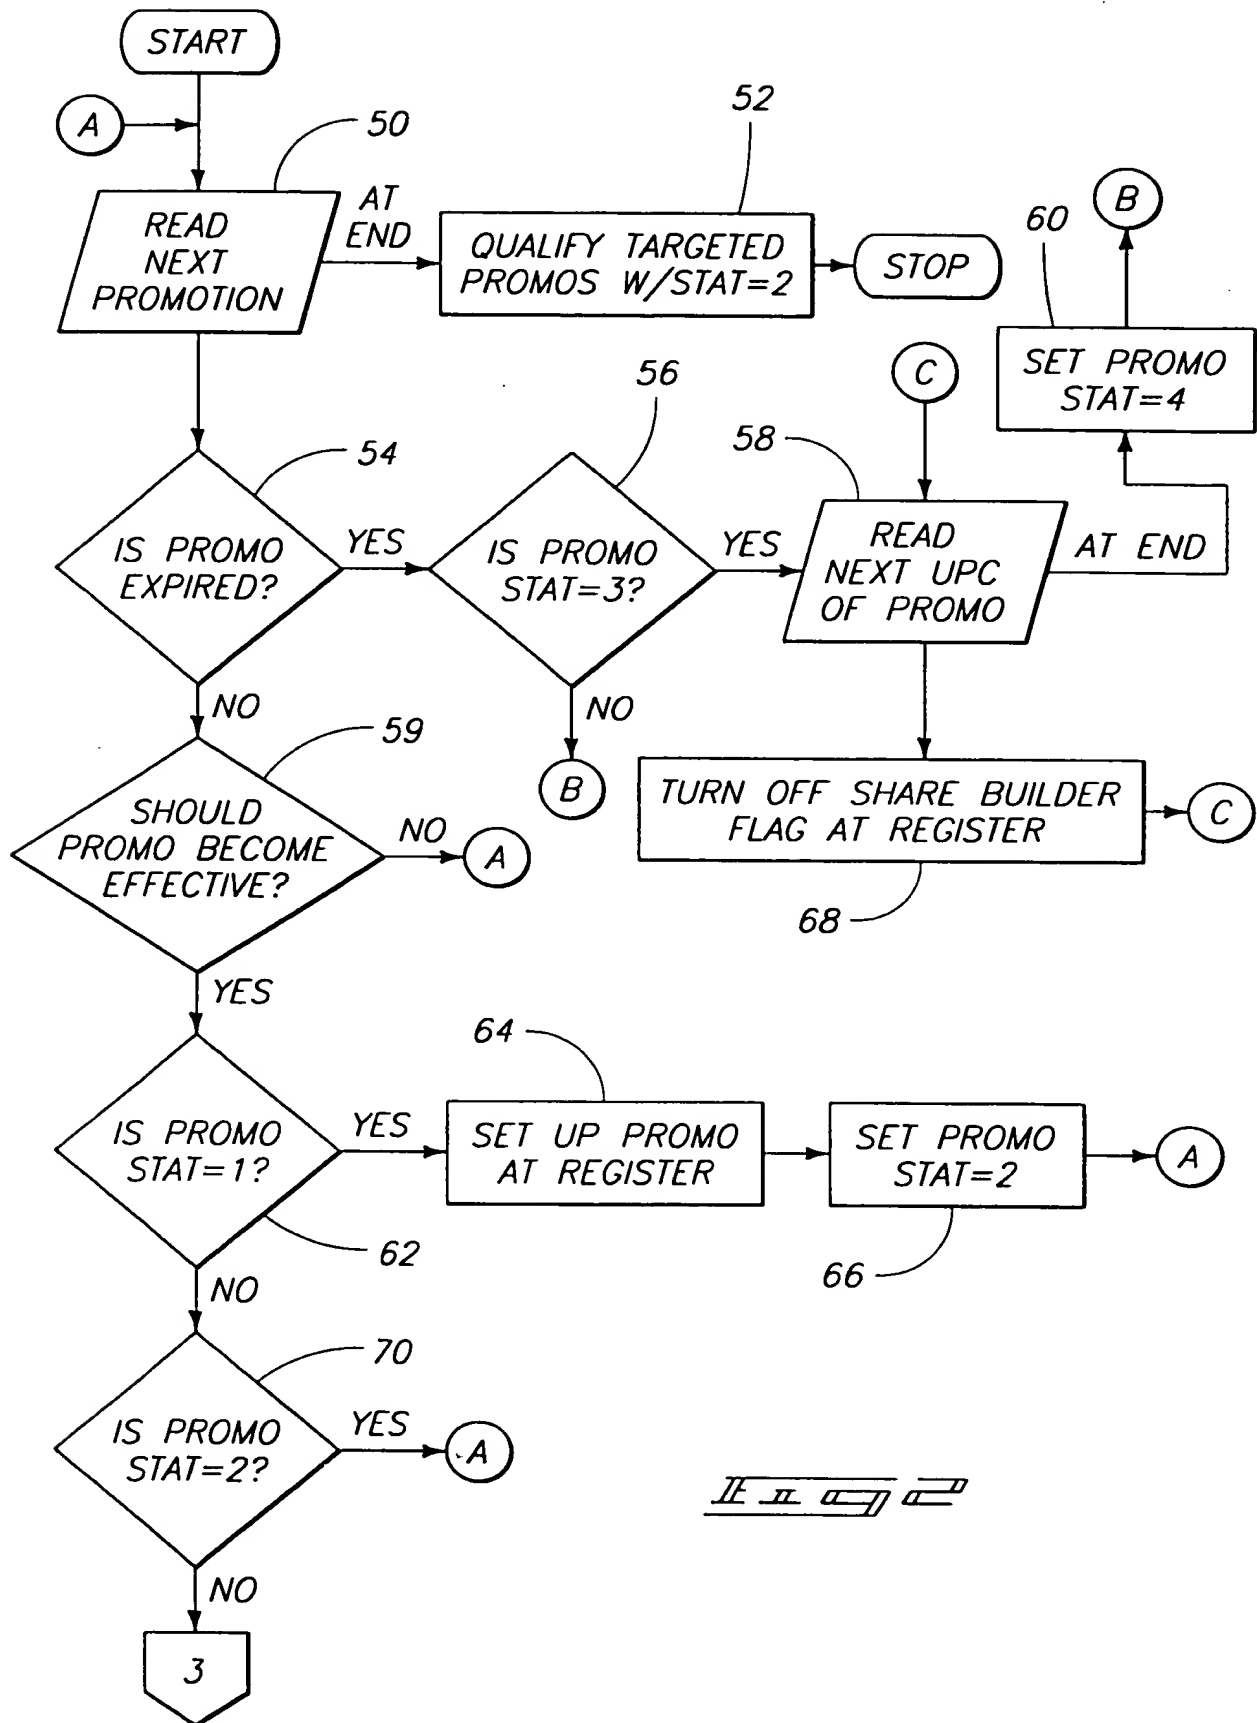 START
A
50
52
READ
NEXT
PROMOTION
AT
END
QUALIFY TARGETED
PROMOS W/STAT=2
STOP
B
60
SET PROMO
STAT=4
C
54
56
58
IS PROMO
EXPIRED?
YES
IS PROMO
STAT=3?
YES
READ
NEXT UPC
OF PROMO
AT END
NO
NO
B
59
SHOULD
PROMO BECOME
EFFECTIVE?
NO
A
TURN OFF SHARE BUILDER
FLAG AT REGISTER
C
68
YES
64
IS PROMO
STAT=1?
YES
SET UP PROMO
AT REGISTER
SET PROMO
STAT=2
A
62
66
NO
70
IS PROMO
STAT=2?
YES
A
NO
3
Fig 2